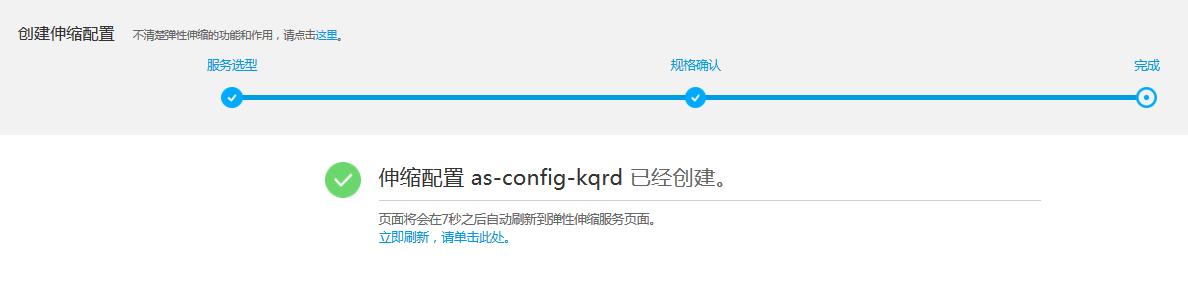 创建伸缩配置 不清楚弹性伸缩的功能和作用，请点击这里。
服务选型 规格确认 完成
伸缩配置 as-config-kqrd 已经创建。
页面将会在7秒之后自动刷新到弹性伸缩服务页面。
立即刷新，请单击此处。